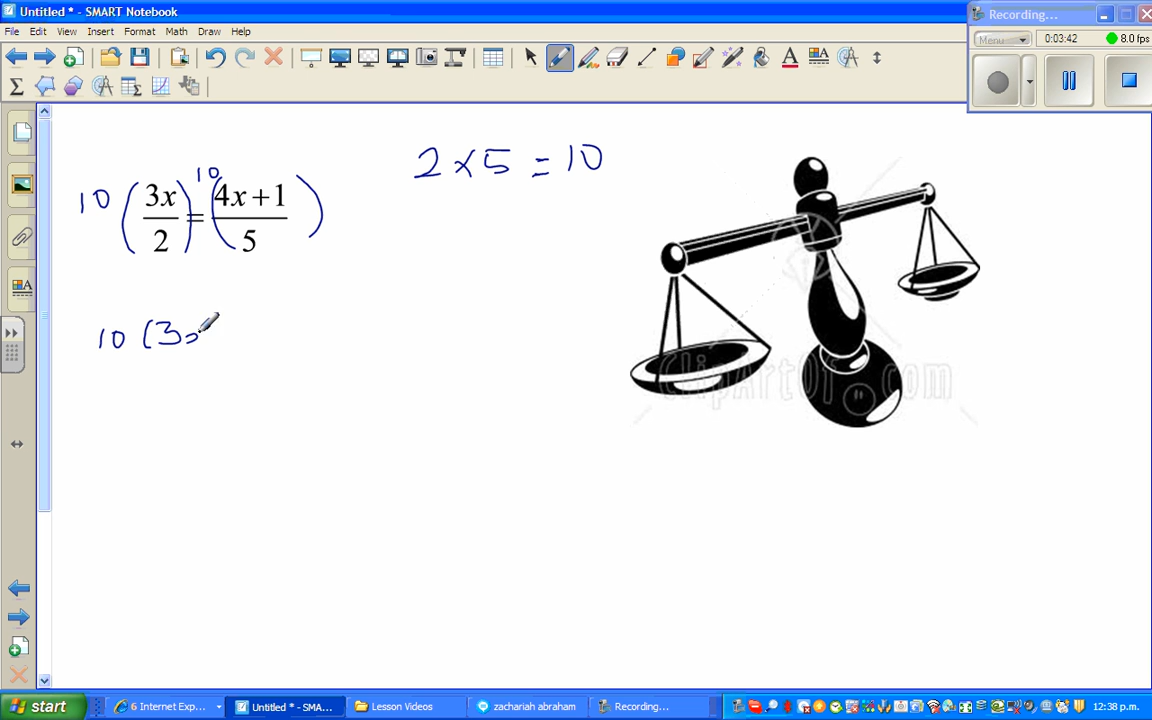 Untitled * - SMART Notebook
Recording...
File Edit View Insert Format Math Draw Help
Menu 0:03:42 8.0 fps
2 × 5 = 10
10 (3x/2) = 10 (4x + 1/5)
10 (3
ClipArtOf.com
start 6 Internet Exp... Untitled * - SMA... Lesson Videos zachariah abraham Recording... 12:38 p.m.